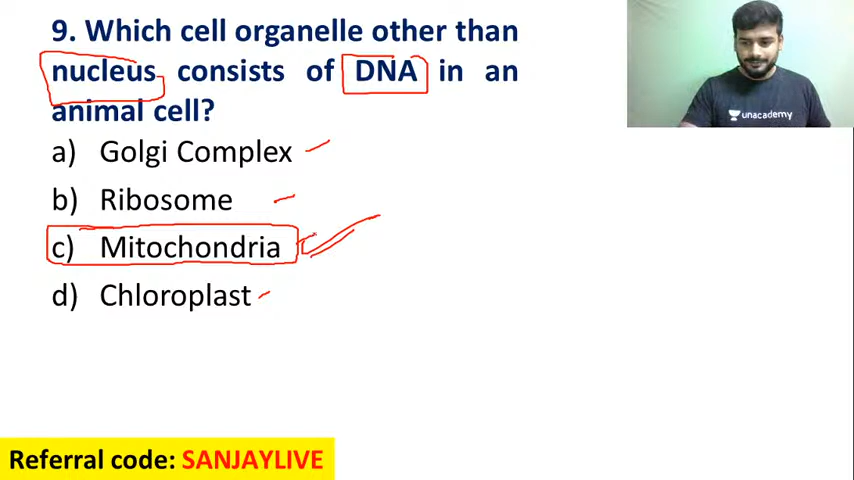 9. Which cell organelle other than
nucleus consists of DNA in an
animal cell?
a) Golgi Complex
b) Ribosome
c) Mitochondria
d) Chloroplast
unacademy
Referral code: SANJAYLIVE